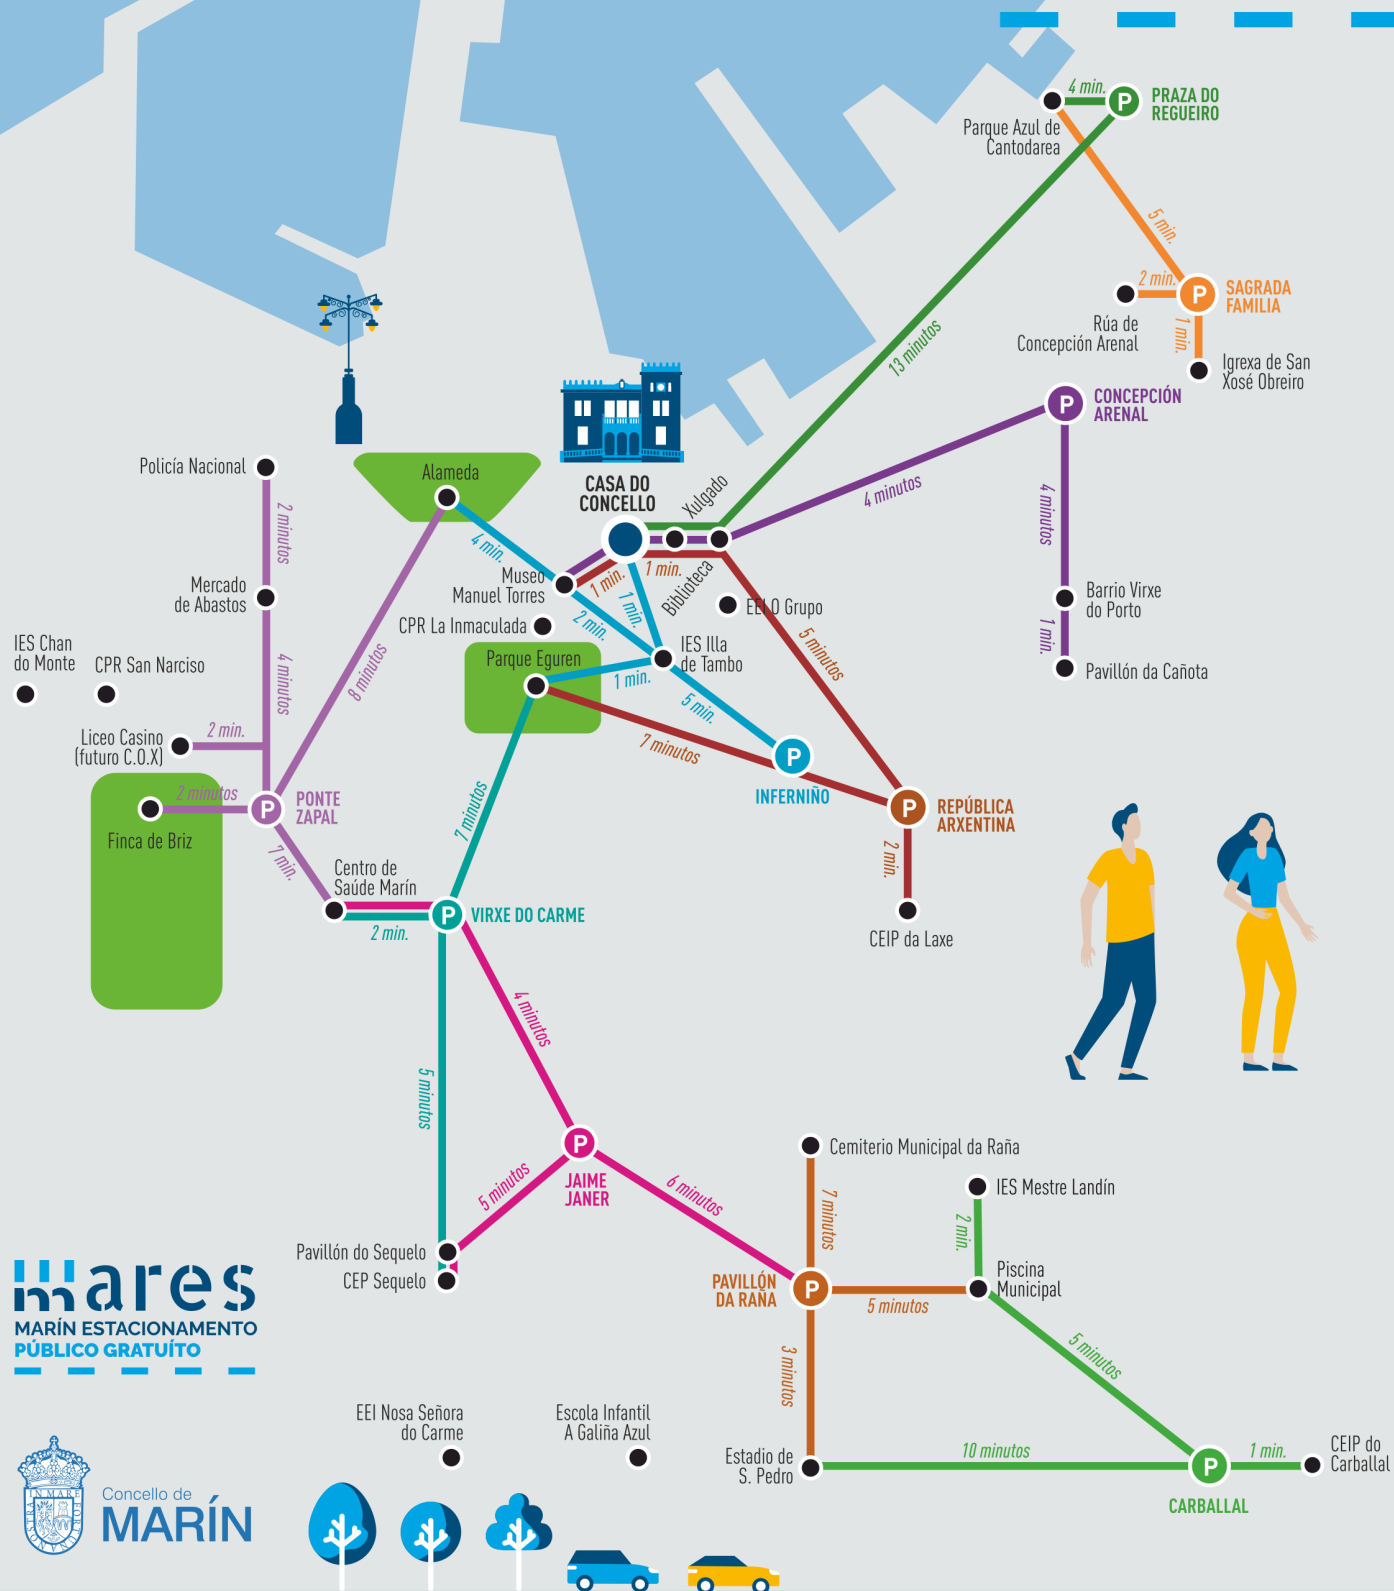 4 min.
P
PRAZA DO
REGUEIRO
Parque Azul de
Cantodarea
5 min.
2 min.
P
SAGRADA
FAMILIA
Rúa de
Concepción Arenal
1 min.
Igrexa de San
Xosé Obreiro
13 minutos
P
CONCEPCIÓN
ARENAL
4 minutos
4 minutos
Barrio Virxe
do Porto
1 min.
Pavillón da Cañota
Policía Nacional
2 minutos
Alameda
CASA DO
CONCELLO
Xulgado
Biblioteca
4 min.
Museo
Manuel Torres
1 min.
1 min.
1 min.
2 min.
EEI O Grupo
CPR La Inmaculada
Mercado
de Abastos
IES Chan
do Monte
CPR San Narciso
4 minutos
8 minutos
Parque Eguren
IES Illa
de Tambo
1 min.
5 min.
5 minutos
7 minutos
Liceo Casino
(futuro C.O.X)
2 min.
2 minutos
P
PONTE
ZAPAL
Finca de Briz
7 min.
P
INFERNIÑO
P
REPÚBLICA
ARXENTINA
2 min.
CEIP da Laxe
7 minutos
Centro de
Saúde Marín
2 min.
P
VIRXE DO CARME
4 minutos
5 minutos
P
JAIME
JANER
5 minutos
6 minutos
Pavillón do Sequelo
CEP Sequelo
Cemiterio Municipal da Raña
7 minutos
IES Mestre Landín
2 min.
Piscina
Municipal
PAVILLÓN
DA RAÑA
P
5 minutos
3 minutos
5 minutos
Estadio de
S. Pedro
10 minutos
P
1 min.
CEIP do
Carballal
CARBALLAL
EEI Nosa Señora
do Carme
Escola Infantil
A Galiña Azul
mares
MARÍN ESTACIONAMENTO
PÚBLICO GRATUÍTO
Concello de
MARÍN